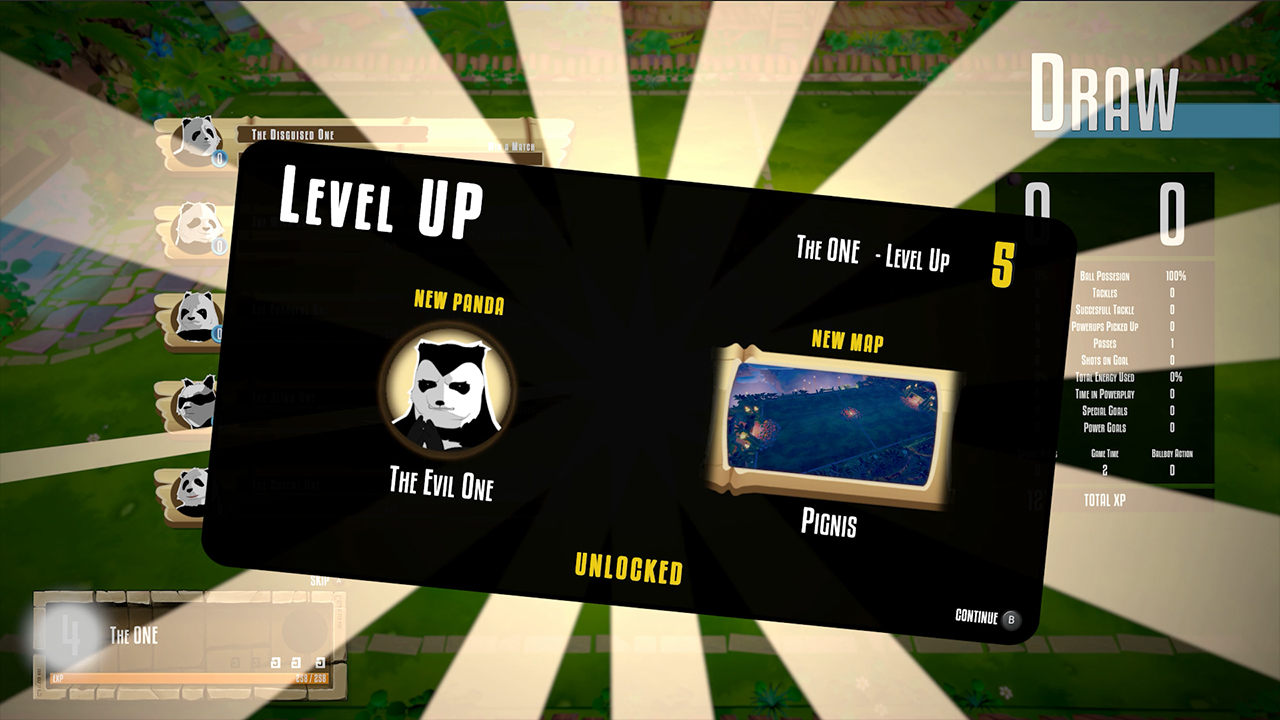 Draw
The Disguised One
Level Up
The ONE - Level Up 5
0 0
New Panda
New Map
The Evil One
Pignis
Unlocked
Continue B
Ball Possesion 100%
Tackles 0
Succesfull Tackle 0
Powerups Picked Up 0
Passes 1
Shots on Goal 0
Total Energy Used 0%
Time in Powerplay 0
Special Goals 0
Power Goals 0
Game Time Ballboy Action
2 0
Total XP
Skip
4 The ONE
EXP 258 / 258